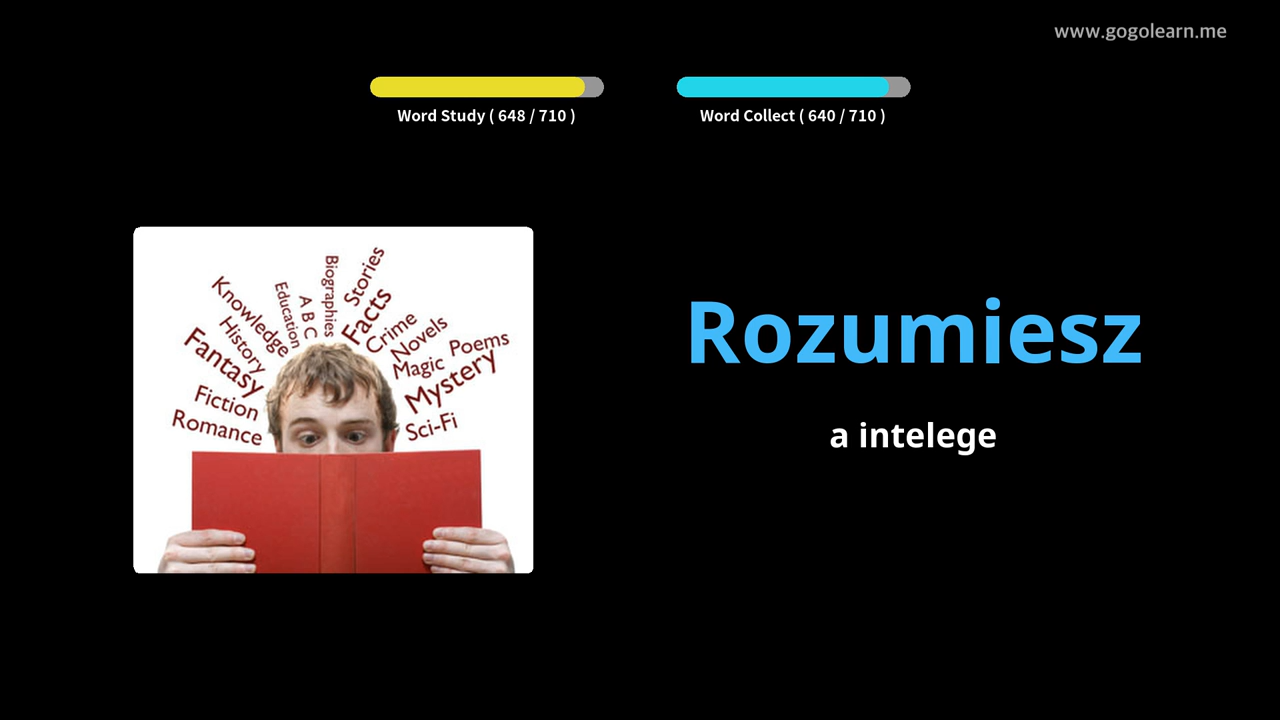 www.gogolearn.me
Word Study ( 648 / 710 )
Word Collect ( 640 / 710 )
Knowledge
Education
A B C
Biographies
Stories
Facts
Crime
Novels
Poems
History
Fantasy
Magic
Mystery
Fiction
Romance
Sci-Fi
Rozumiesz
a intelege